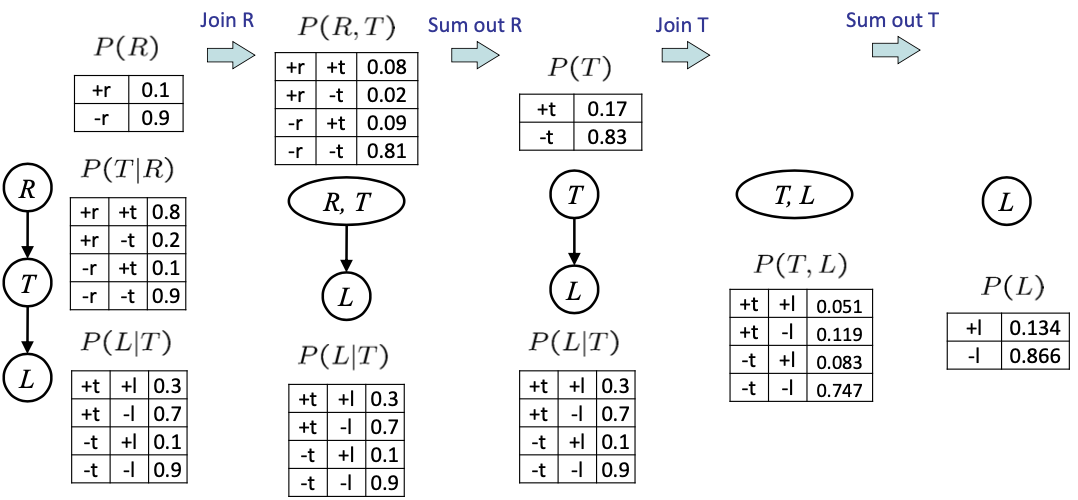 Join R
Sum out R
Join T
Sum out T
P(R)
+r 0.1
-r 0.9
P(T|R)
+r +t 0.8
+r -t 0.2
-r +t 0.1
-r -t 0.9
P(L|T)
+t +l 0.3
+t -l 0.7
-t +l 0.1
-t -l 0.9
R
T
L
P(R,T)
+r +t 0.08
+r -t 0.02
-r +t 0.09
-r -t 0.81
R, T
L
P(L|T)
+t +l 0.3
+t -l 0.7
-t +l 0.1
-t -l 0.9
P(T)
+t 0.17
-t 0.83
T
L
P(L|T)
+t +l 0.3
+t -l 0.7
-t +l 0.1
-t -l 0.9
T, L
P(T,L)
+t +l 0.051
+t -l 0.119
-t +l 0.083
-t -l 0.747
L
P(L)
+l 0.134
-l 0.866